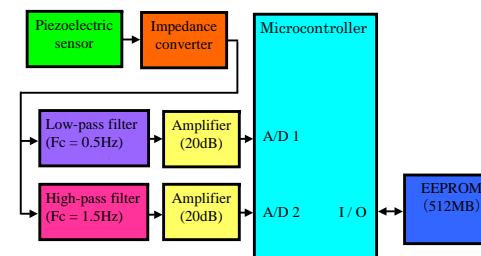 Piezoelectric
sensor
Impedance
converter
Microcontroller
Low-pass filter
(Fc = 0.5Hz)
Amplifier
(20dB)
A/D 1
High-pass filter
(Fc = 1.5Hz)
Amplifier
(20dB)
A/D 2
I / O
EEPROM
(512MB)